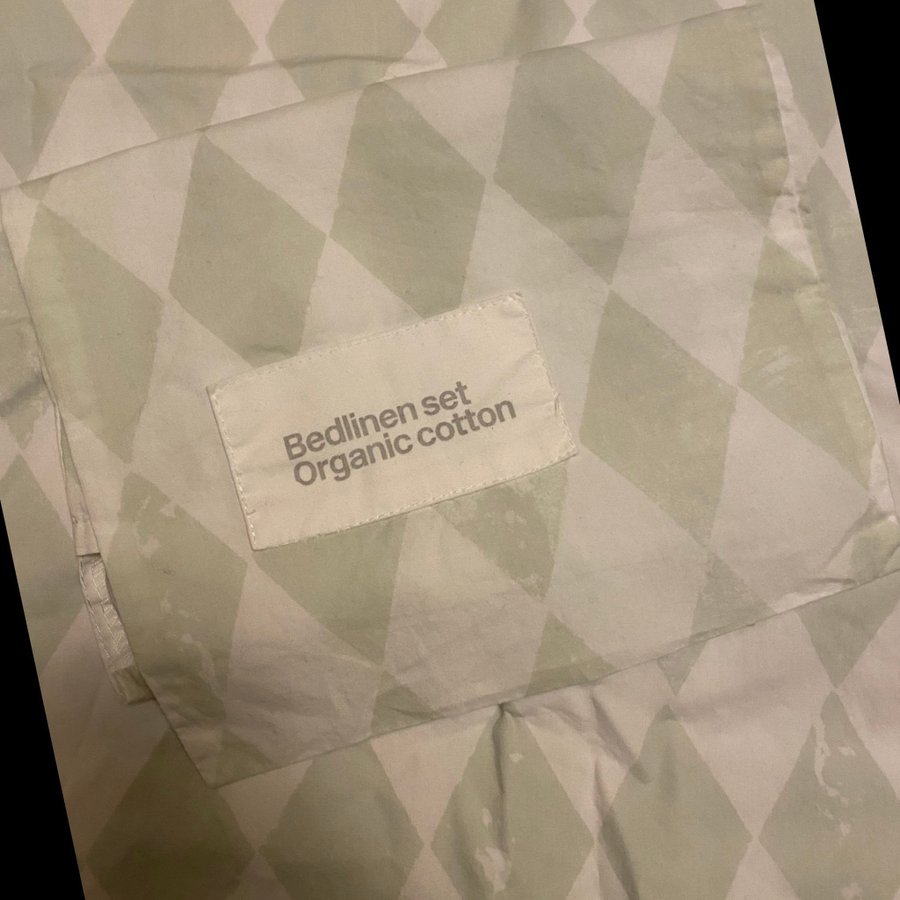 Bedlinen set
Organic cotton